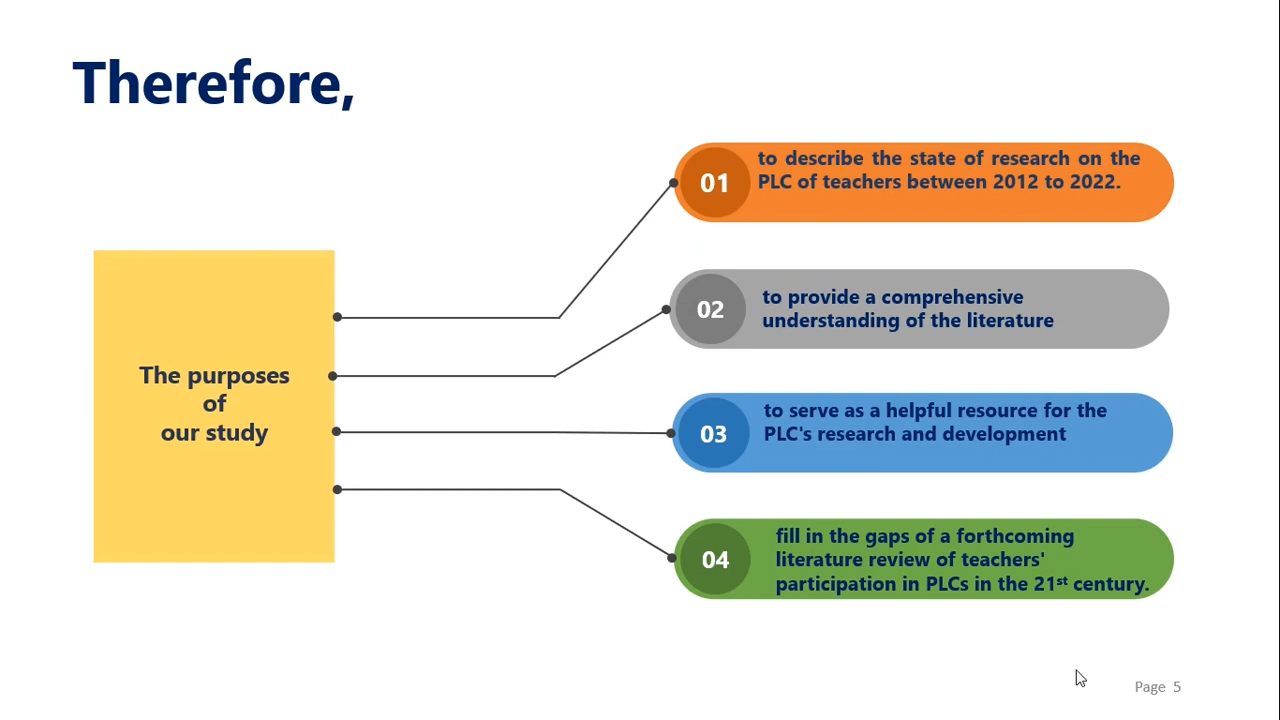 Therefore,
The purposes
of
our study
01
to describe the state of research on the
PLC of teachers between 2012 to 2022.
02
to provide a comprehensive
understanding of the literature
03
to serve as a helpful resource for the
PLC's research and development
04
fill in the gaps of a forthcoming
literature review of teachers'
participation in PLCs in the 21st century.
Page 5